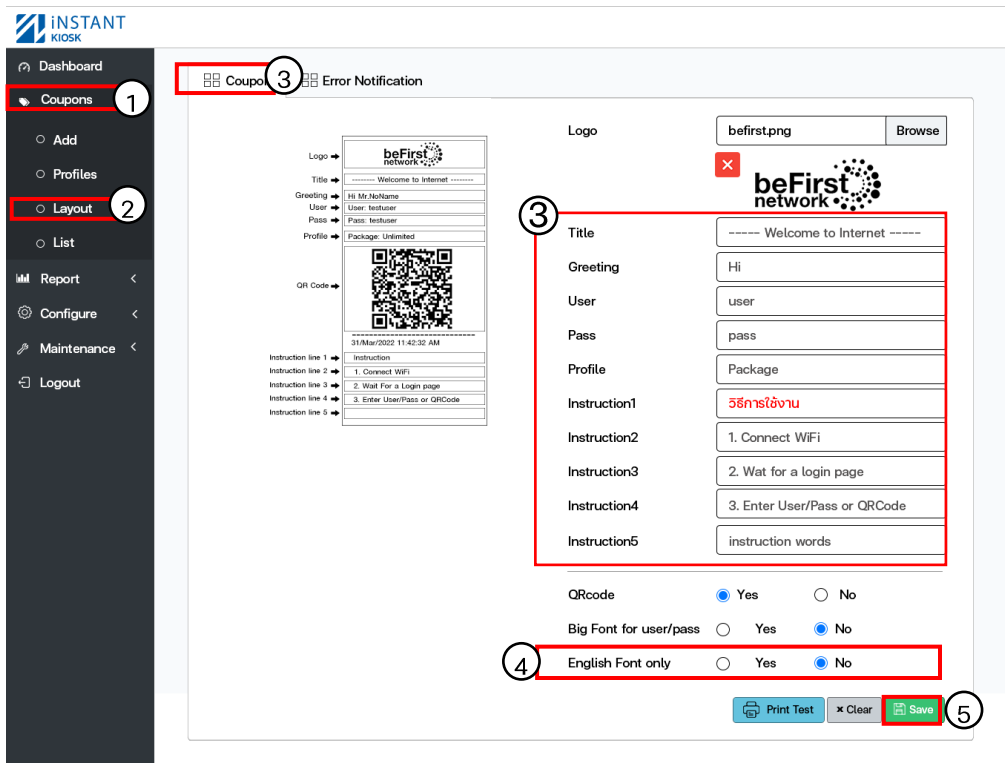 iNSTANT
KIOSK
Dashboard
Coupons
1
Add
Profiles
Layout
2
List
Report
Configure
Maintenance
Logout
3
Error Notification
Logo
beFirst
network
Title
-------- Welcome to Internet --------
Greeting
Hi Mr.NoName
User
User: testuser
Pass
Pass: testuser
Profile
Package: Unlimited
QR Code
31/Mar/2022 11:42:32 AM
Instruction line 1
Instruction
Instruction line 2
1. Connect WiFi
Instruction line 3
2. Wait For a Login page
Instruction line 4
3. Enter User/Pass or QRCode
Instruction line 5
Logo
befirst.png
Browse
beFirst
network
3
Title
----- Welcome to Internet -----
Greeting
Hi
User
user
Pass
pass
Profile
Package
Instruction1
วิธีการใช้งาน
Instruction2
1. Connect WiFi
Instruction3
2. Wat for a login page
Instruction4
3. Enter User/Pass or QRCode
Instruction5
instruction words
QRcode
Yes
No
Big Font for user/pass
Yes
No
4
English Font only
Yes
No
Print Test
× Clear
Save
5